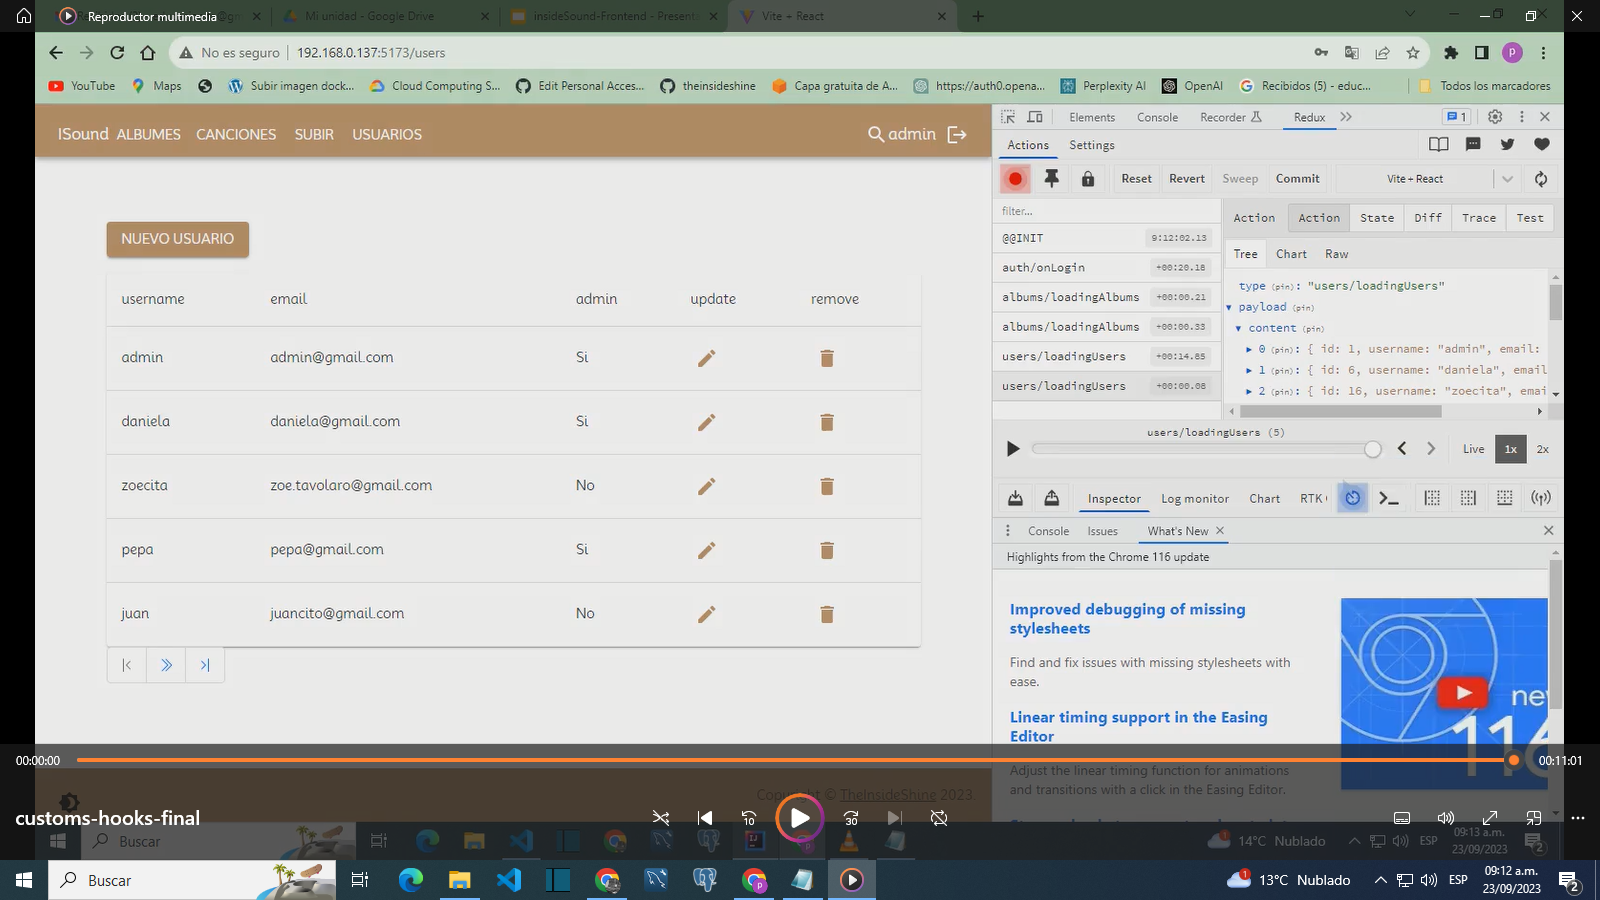 Reproductor multimedia
Mi unidad - Google Drive
insideSound-Frontend - Present
Vite + React
No es seguro
192.168.0.137:5173/users
YouTube
Maps
Subir imagen dock...
Cloud Computing S...
Edit Personal Acces...
theinsideshine
Capa gratuita de A...
https://auth0.opena...
Perplexity AI
OpenAI
Recibidos (5) - educ...
Todos los marcadores
ISound ALBUMES CANCIONES SUBIR USUARIOS
admin
NUEVO USUARIO
username email admin update remove
admin admin@gmail.com Si
daniela daniela@gmail.com Si
zoecita zoe.tavolaro@gmail.com No
pepa pepa@gmail.com Si
juan juancito@gmail.com No
Copyright © TheInsideShine 2023.
Elements Console Recorder Redux
1
Actions Settings
Reset Revert Sweep Commit
Vite + React
filter...
@@INIT 9:12:02.13
auth/onLogin +00:20.18
albums/loadingAlbums +00:00.21
albums/loadingAlbums +00:00.33
users/loadingUsers +00:14.85
users/loadingUsers +00:00.08
Action Action State Diff Trace Test
Tree Chart Raw
type (pin): "users/loadingUsers"
payload (pin)
content (pin)
0 (pin): { id: 1, username: "admin", email:
1 (pin): { id: 6, username: "daniela", email
2 (pin): { id: 16, username: "zoecita", emai
users/loadingUsers (5)
Live 1x 2x
Inspector Log monitor Chart RTK
Console Issues What's New
Highlights from the Chrome 116 update
Improved debugging of missing
stylesheets
Find and fix issues with missing stylesheets with
ease.
Linear timing support in the Easing
Editor
Adjust the linear timing function for animations
and transitions with a click in the Easing Editor.
new
116
00:00:00
00:11:01
customs-hooks-final
10
30
Buscar
14°C Nublado
ESP
09:13 a.m.
23/09/2023
2
Buscar
13°C Nublado
ESP
09:12 a.m.
23/09/2023
2